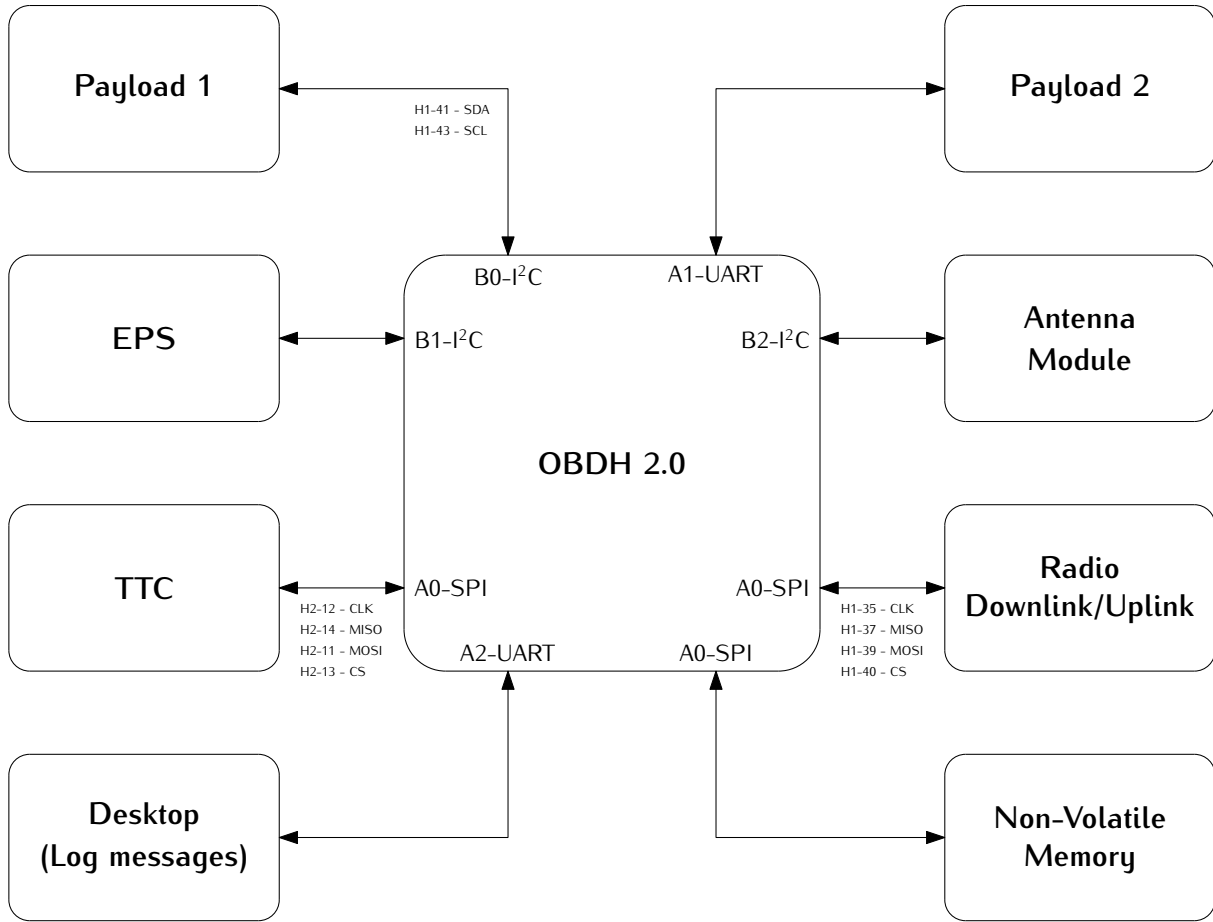 Payload 1
H1-41 - SDA
H1-43 - SCL
Payload 2
B0-I²C
A1-UART
EPS
B1-I²C
B2-I²C
Antenna
Module
OBDH 2.0
TTC
A0-SPI
H2-12 - CLK
H2-14 - MISO
H2-11 - MOSI
H2-13 - CS
A0-SPI
H1-35 - CLK
H1-37 - MISO
H1-39 - MOSI
H1-40 - CS
Radio
Downlink/Uplink
A2-UART
A0-SPI
Desktop
(Log messages)
Non-Volatile
Memory